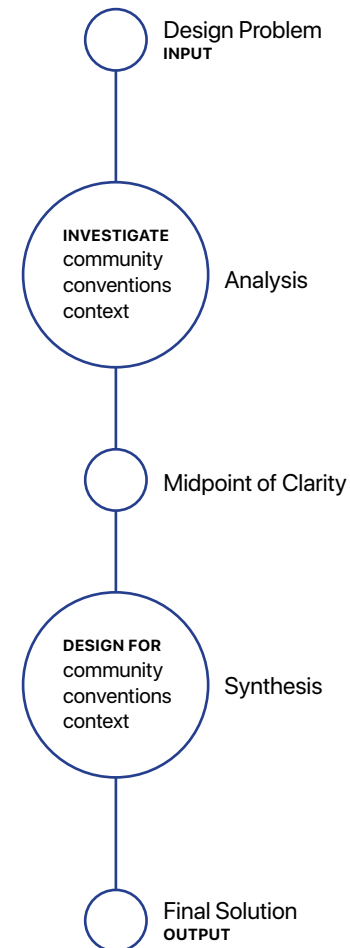 Design Problem
INPUT
INVESTIGATE
community
conventions
context
Analysis
Midpoint of Clarity
DESIGN FOR
community
conventions
context
Synthesis
Final Solution
OUTPUT